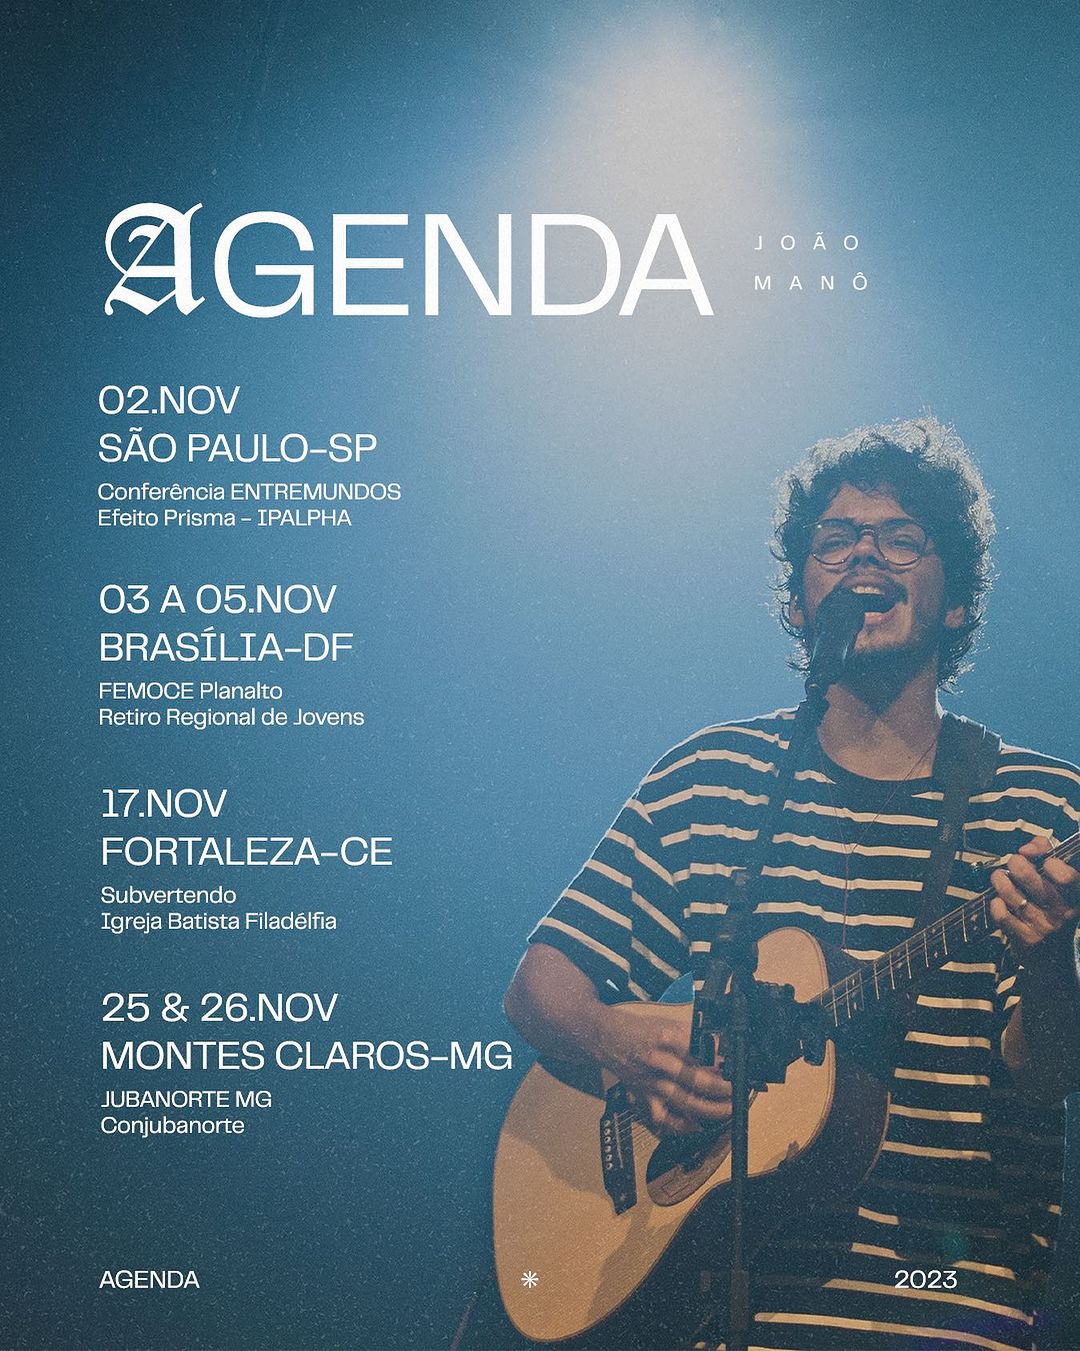 AGENDA
JOÃO
MANÔ
02.NOV
SÃO PAULO-SP
Conferência ENTREMUNDOS
Efeito Prisma - IPALPHA
03 A 05.NOV
BRASÍLIA-DF
FEMOCE Planalto
Retiro Regional de Jovens
17.NOV
FORTALEZA-CE
Subvertendo
Igreja Batista Filadélfia
25 & 26.NOV
MONTES CLAROS-MG
JUBANORTE MG
Conjubanorte
AGENDA
2023